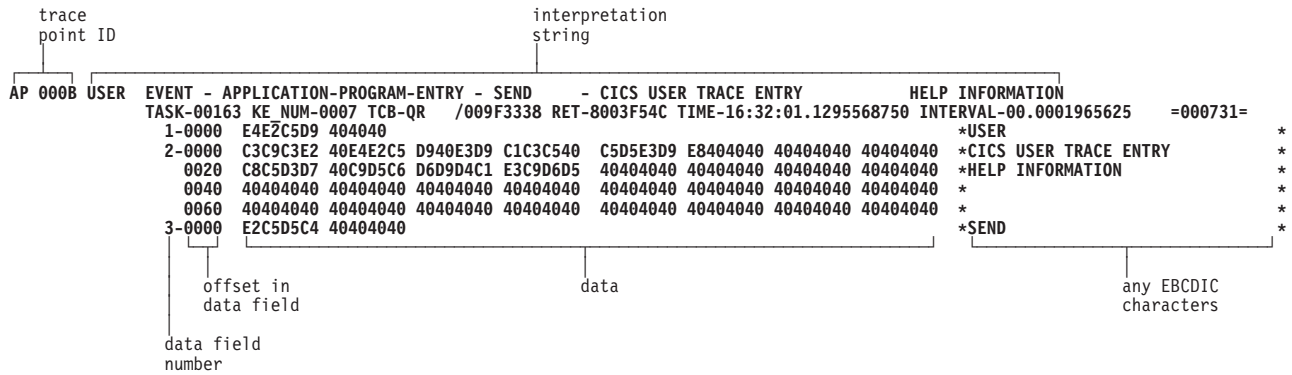 trace interpretation
point ID string
AP 000B USER EVENT - APPLICATION-PROGRAM-ENTRY - SEND - CICS USER TRACE ENTRY HELP INFORMATION
TASK-00163 KE_NUM-0007 TCB-QR /009F3338 RET-8003F54C TIME-16:32:01.1295568750 INTERVAL-00.0001965625 =000731=
1-0000 E4E2C5D9 404040 *USER *
2-0000 C3C9C3E2 40E4E2C5 D940E3D9 C1C3C540 C5D5E3D9 E8404040 40404040 40404040 *CICS USER TRACE ENTRY *
0020 C8C5D3D7 40C9D5C6 D6D9D4C1 E3C9D6D5 40404040 40404040 40404040 40404040 *HELP INFORMATION *
0040 40404040 40404040 40404040 40404040 40404040 40404040 40404040 40404040 * *
0060 40404040 40404040 40404040 40404040 40404040 40404040 40404040 40404040 * *
3-0000 E2C5D5C4 40404040 *SEND *
offset in data any EBCDIC
data field characters
data field
number